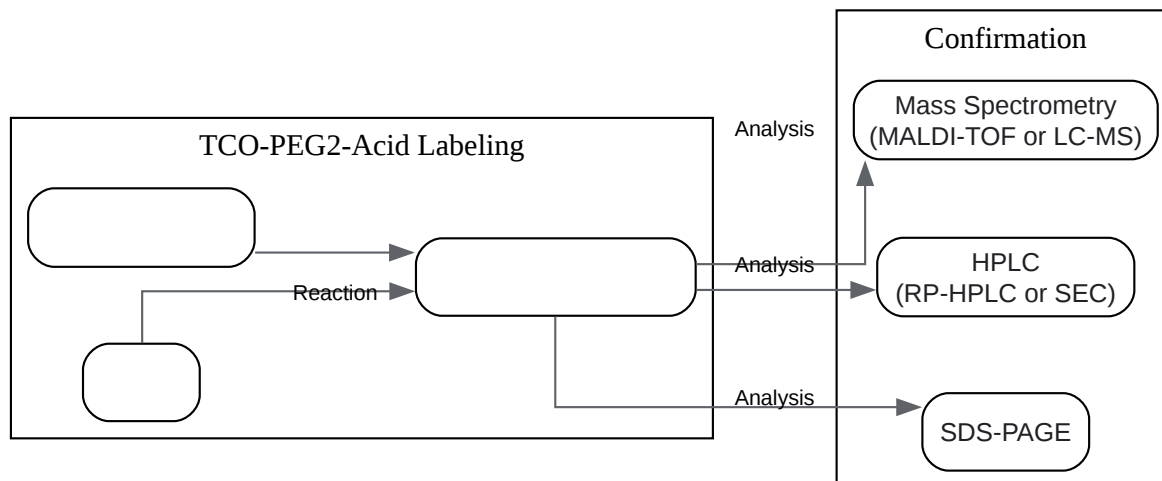 Confirmation
Mass Spectrometry
(MALDI-TOF or LC-MS)
Analysis
TCO-PEG2-Acid Labeling
HPLC
(RP-HPLC or SEC)
Analysis
Reaction
Analysis
SDS-PAGE